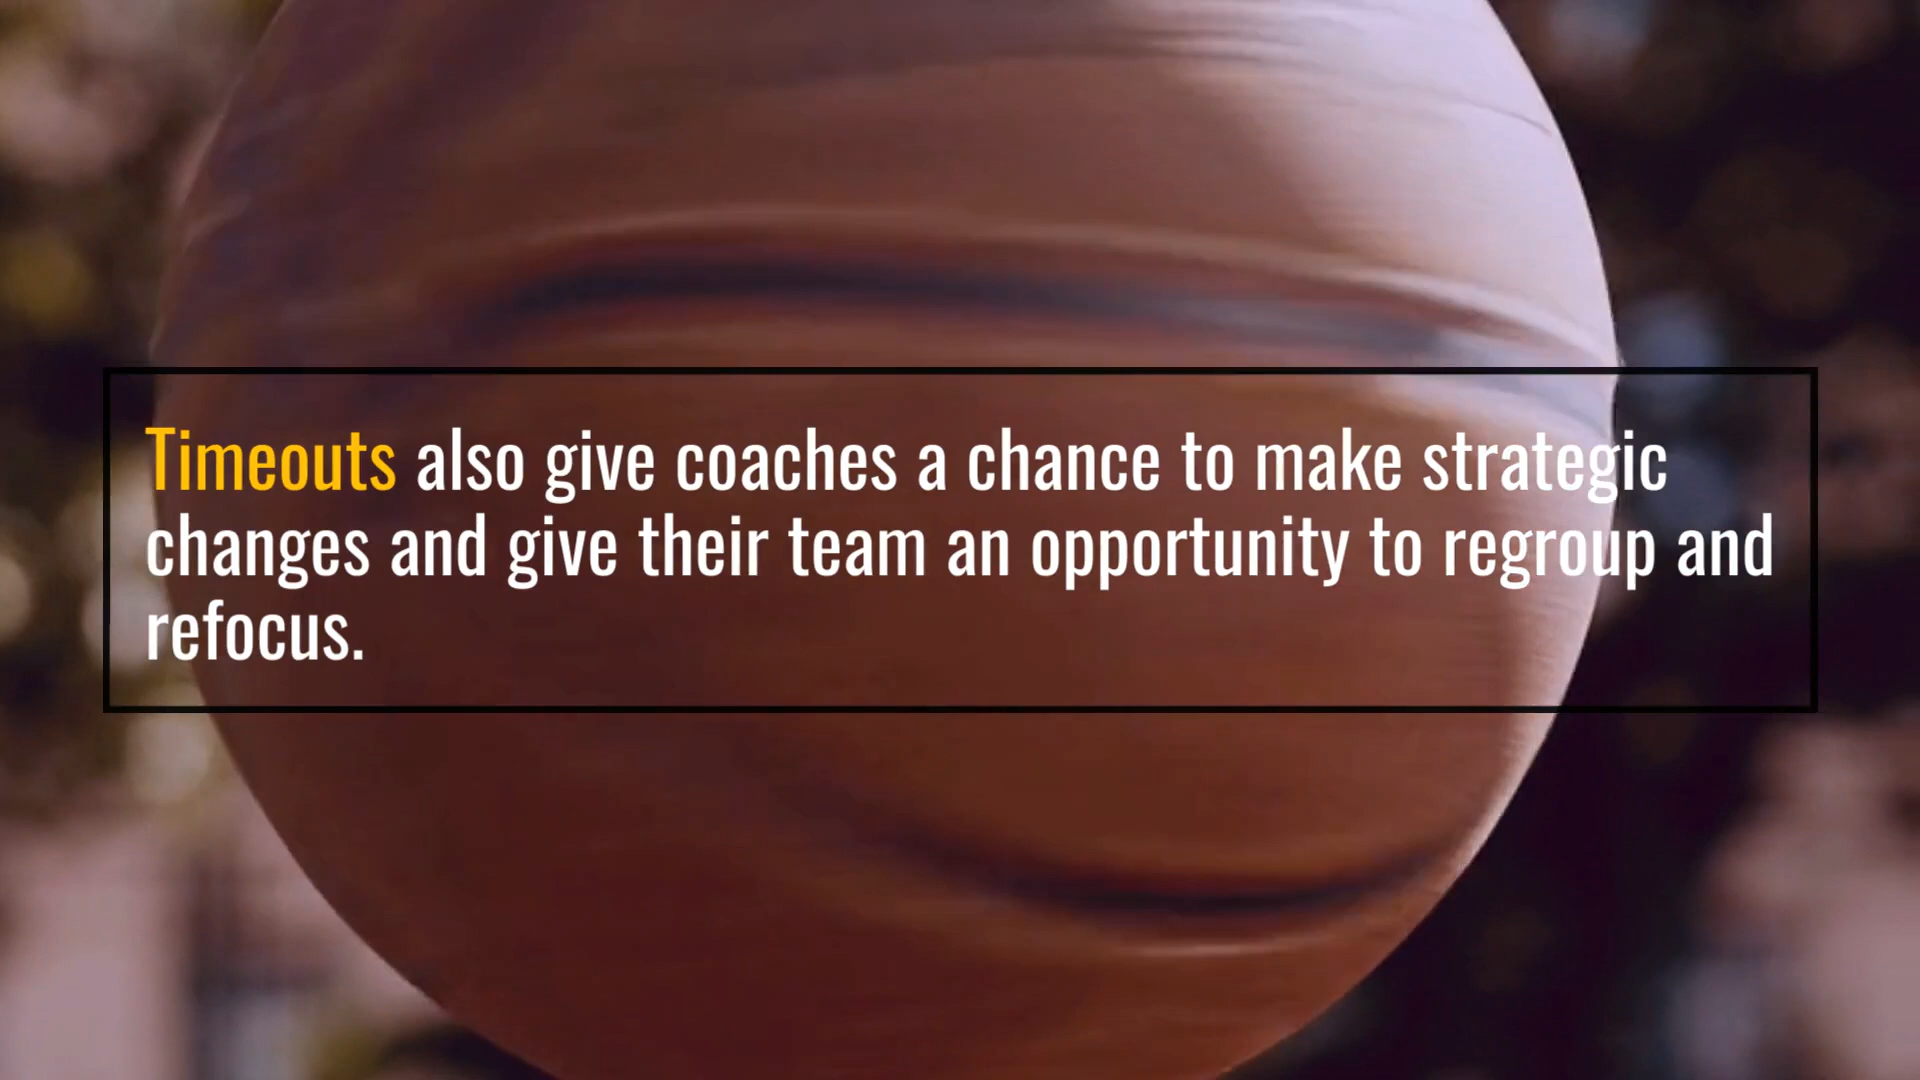 Timeouts also give coaches a chance to make strategic
changes and give their team an opportunity to regroup and
refocus.